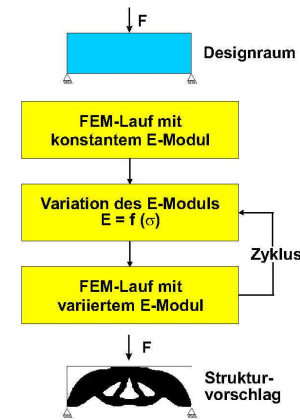 F
Designraum
FEM-Lauf mit
konstantem E-Modul
Variation des E-Moduls
E = f (σ)
Zyklus
FEM-Lauf mit
variiertem E-Modul
F
Struktur-
vorschlag